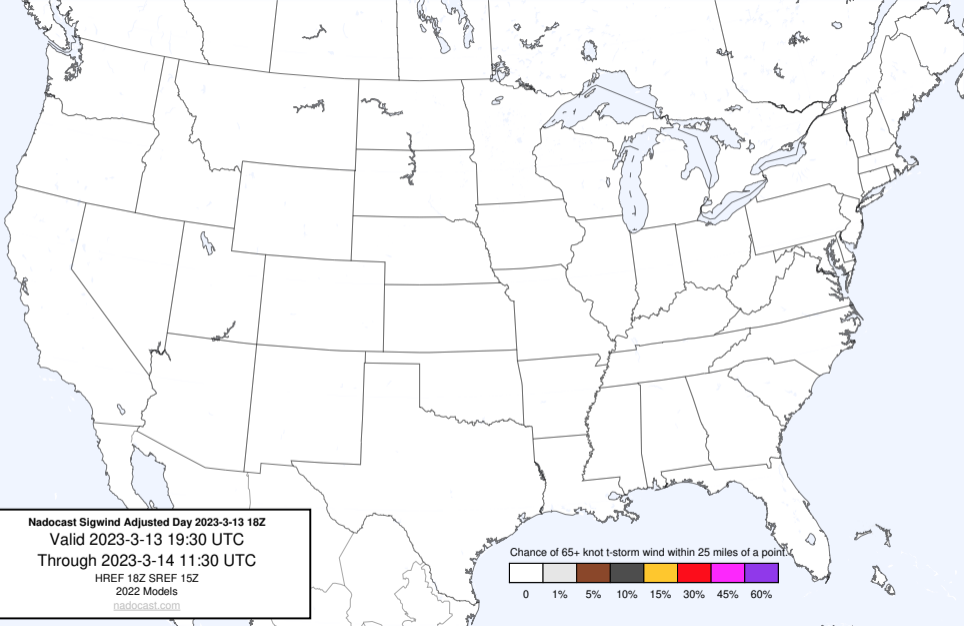 Nadocast Sigwind Adjusted Day 2023-3-13 18Z
Valid 2023-3-13 19:30 UTC
Through 2023-3-14 11:30 UTC
HREF 18Z SREF 15Z
2022 Models
nadocast.com
Chance of 65+ knot t-storm wind within 25 miles of a point.
0 1% 5% 10% 15% 30% 45% 60%